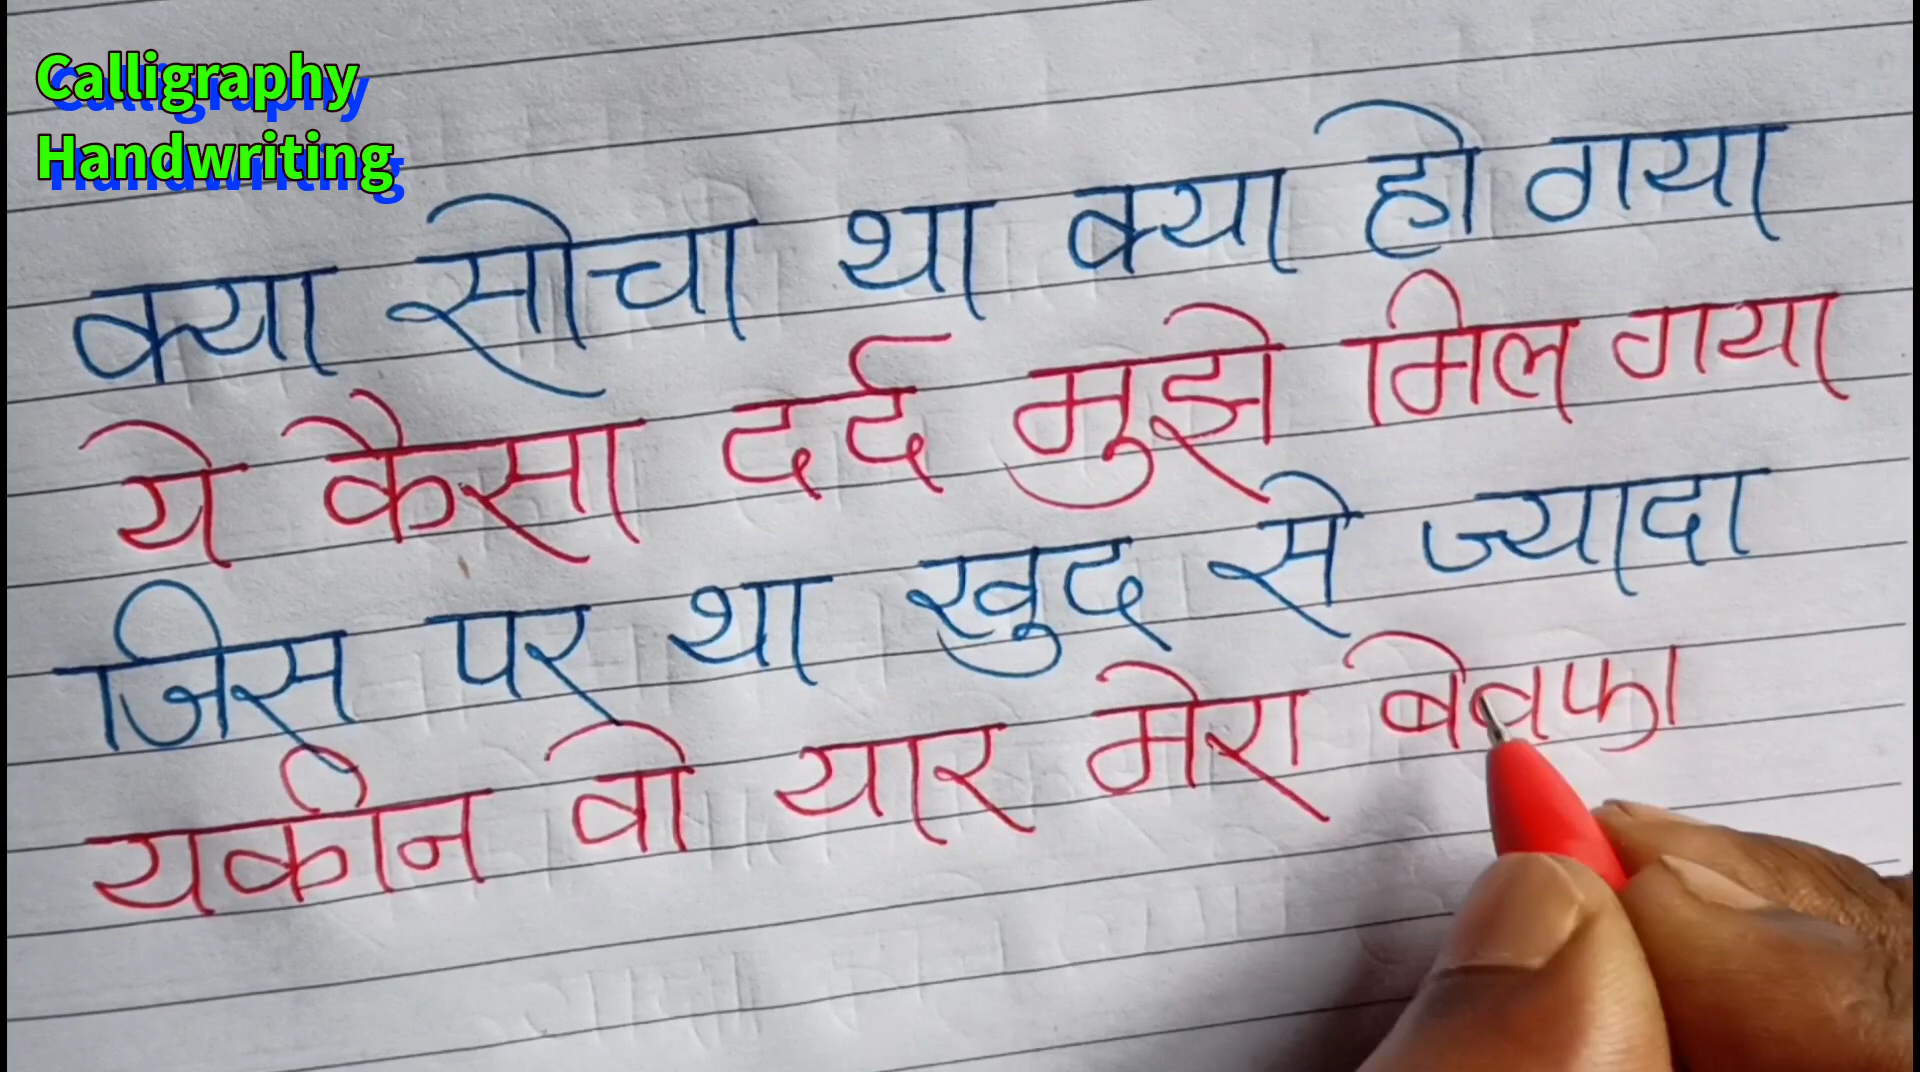 Calligraphy
Handwriting
क्या सोचा था क्या हो गया
ये कैसा दर्द मुझे मिल गया
जिस पर था खुद से ज्यादा
यकीन वो यार मेरा बेवफा